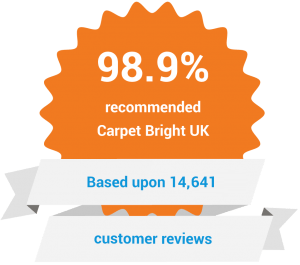 98.9%
recommended
Carpet Bright UK
Based upon 14,641
customer reviews